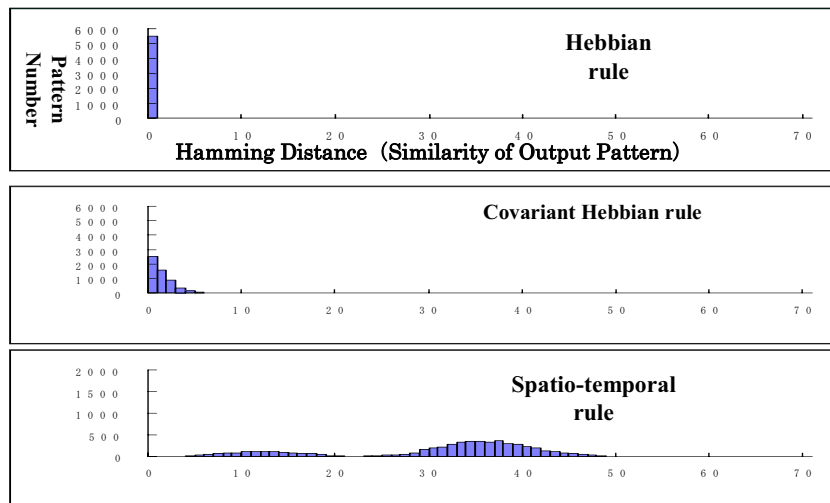 6000
5000
4000
3000
2000
1000
0
Pattern
Number
Hebbian
rule
0 10 20 30 40 50 60 70
Hamming Distance (Similarity of Output Pattern)
6000
5000
4000
3000
2000
1000
0
Covariant Hebbian rule
0 10 20 30 40 50 60 70
2000
1500
1000
500
0
Spatio-temporal
rule
0 10 20 30 40 50 60 70